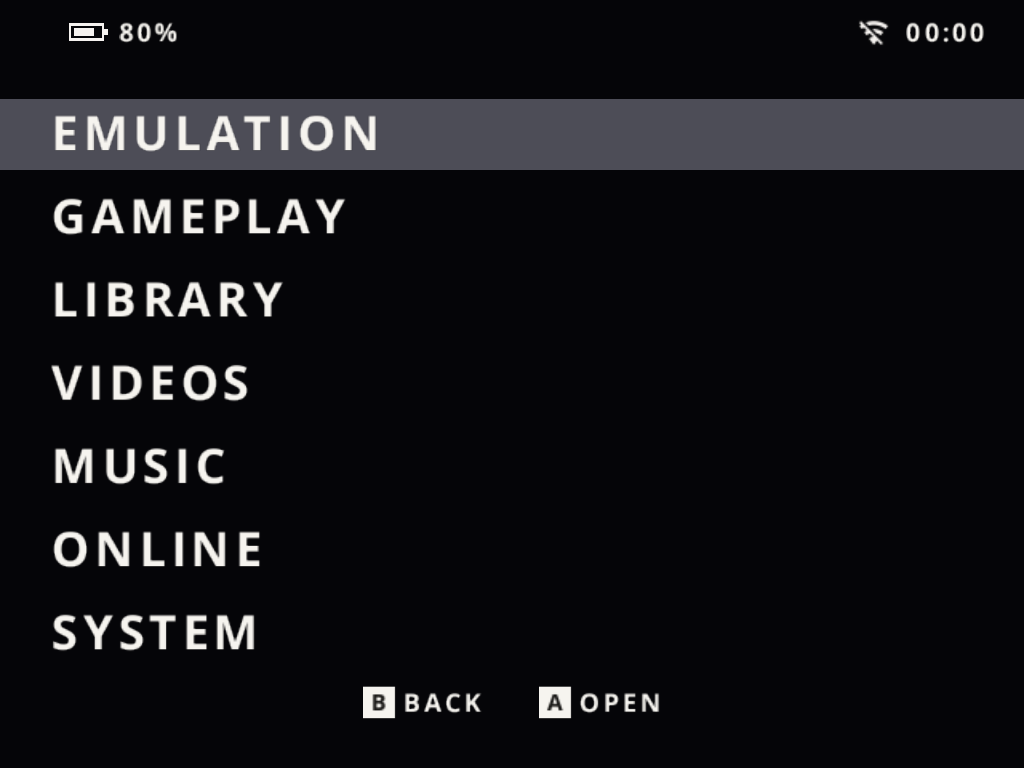 80% 00:00
EMULATION
GAMEPLAY
LIBRARY
VIDEOS
MUSIC
ONLINE
SYSTEM
B BACK A OPEN